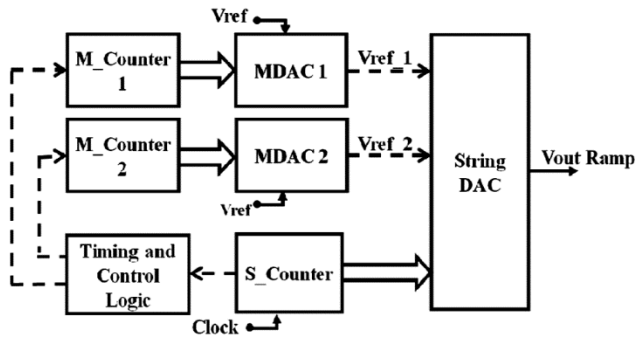 Vref
M_Counter
1
MDAC 1
Vref_1
M_Counter
2
MDAC 2
Vref_2
String
DAC
Vout Ramp
Vref
Timing and
Control
Logic
S_Counter
Clock